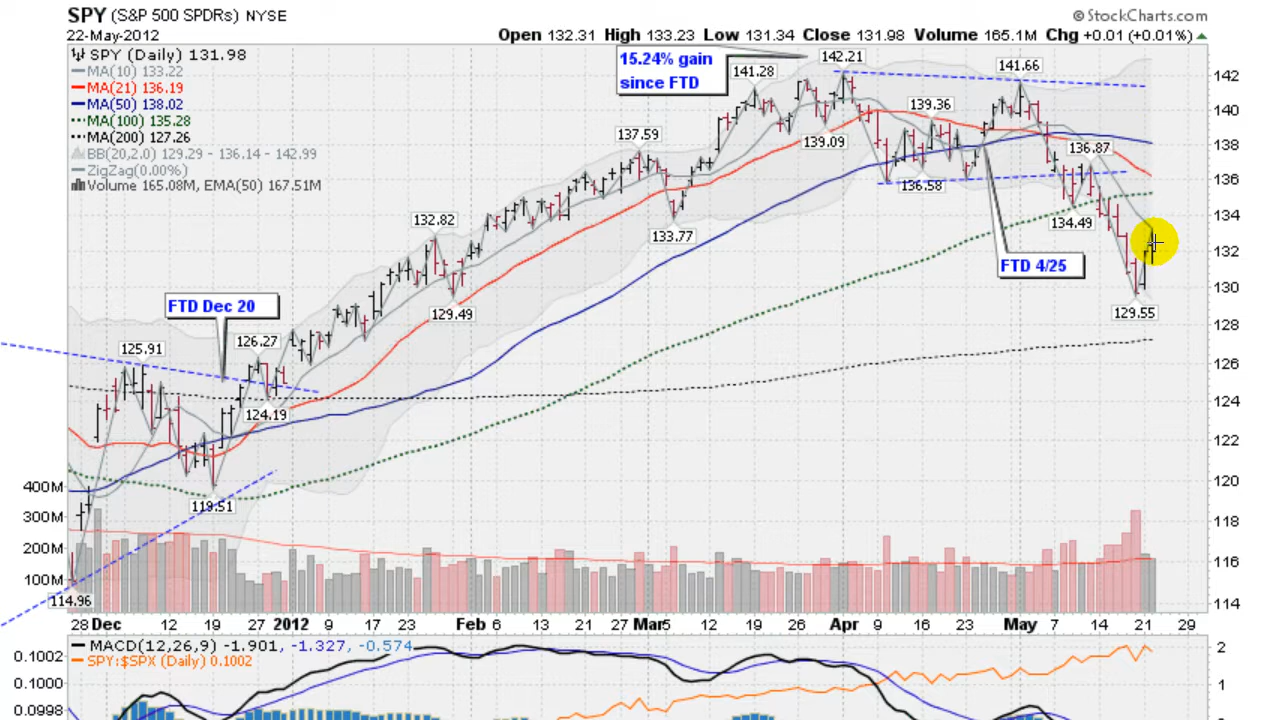 SPY (S&P 500 SPDRs) NYSE
© StockCharts.com
22-May-2012
Open 132.31 High 133.23 Low 131.34 Close 131.98 Volume 165.1M Chg +0.01 (+0.01%)
SPY (Daily) 131.98
MA(10) 133.22
MA(21) 136.19
MA(50) 138.02
MA(100) 135.28
MA(200) 127.26
BB(20,2.0) 129.29 - 136.14 - 142.99
ZigZag(0.00%)
Volume 165.08M, EMA(50) 167.51M
15.24% gain
since FTD
142.21
141.28
141.66
139.36
139.09
137.59
136.87
136.58
134.49
133.77
132.82
FTD 4/25
129.55
129.49
FTD Dec 20
126.27
125.91
124.19
119.51
114.96
142
140
138
136
134
132
130
128
126
124
122
120
118
116
114
400M
300M
200M
100M
28 Dec 12 19 27 2012 9 17 23 Feb 6 13 21 27 Mar5 12 19 26 Apr 9 16 23 May 7 14 21 29
MACD(12,26,9) -1.901, -1.327, -0.574
SPY:$SPX (Daily) 0.1002
0.1002
0.1000
0.0998
2
1